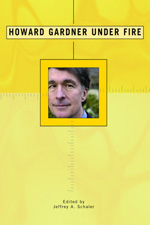 HOWARD GARDNER UNDER FIRE
Edited by
Jeffrey A. Schaler